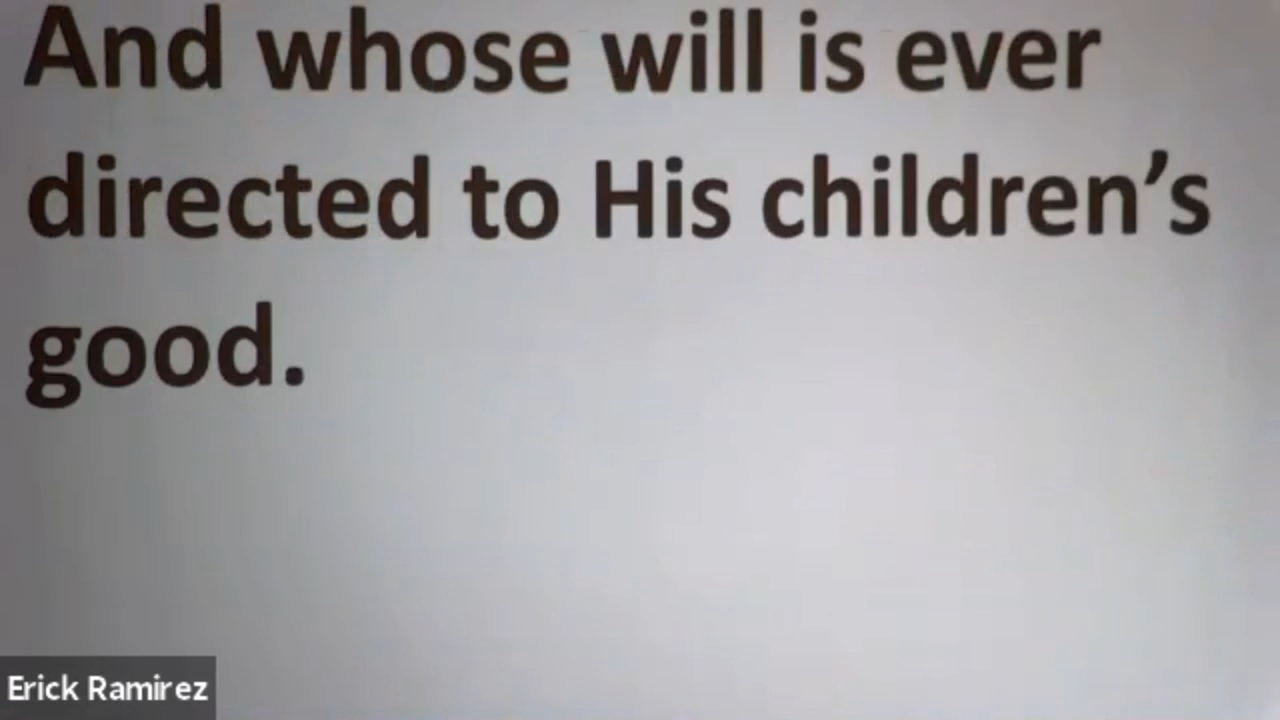 And whose will is ever
directed to His children’s
good.
Erick Ramirez